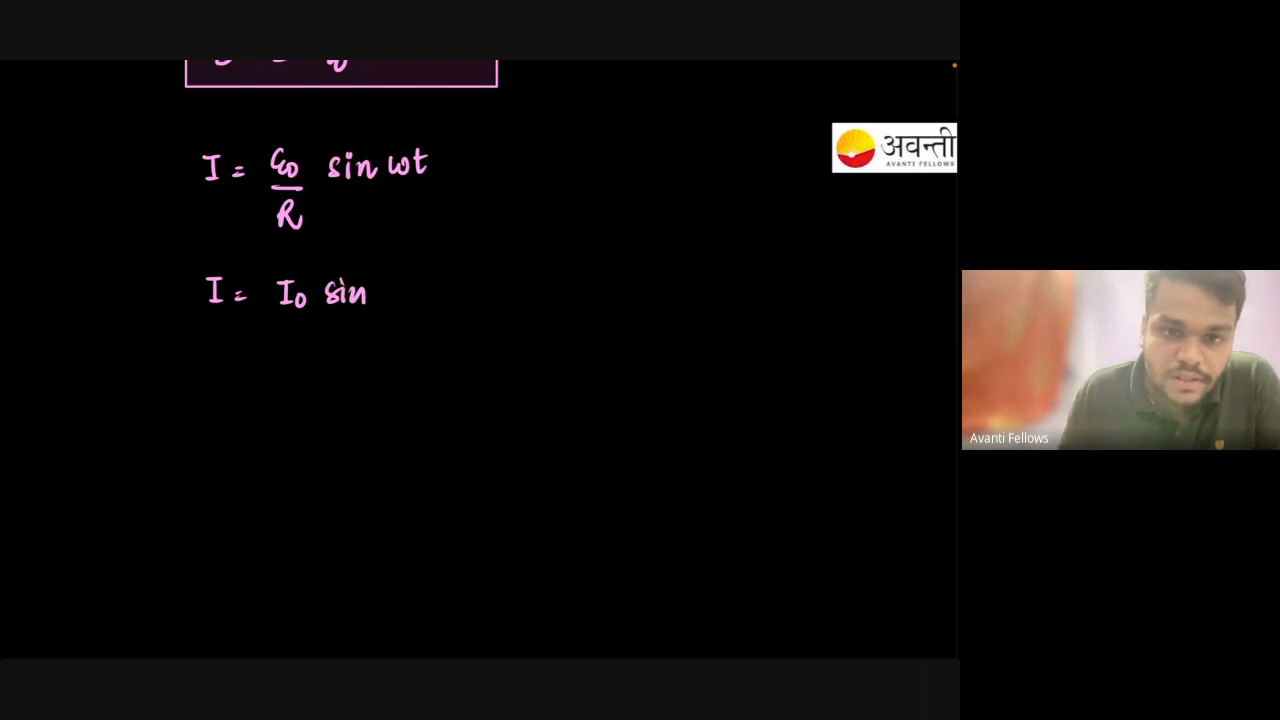 I = ε₀/R sin ωt
I = I₀ sin
अवन्ती
AVANTI FELLOWS
Avanti Fellows